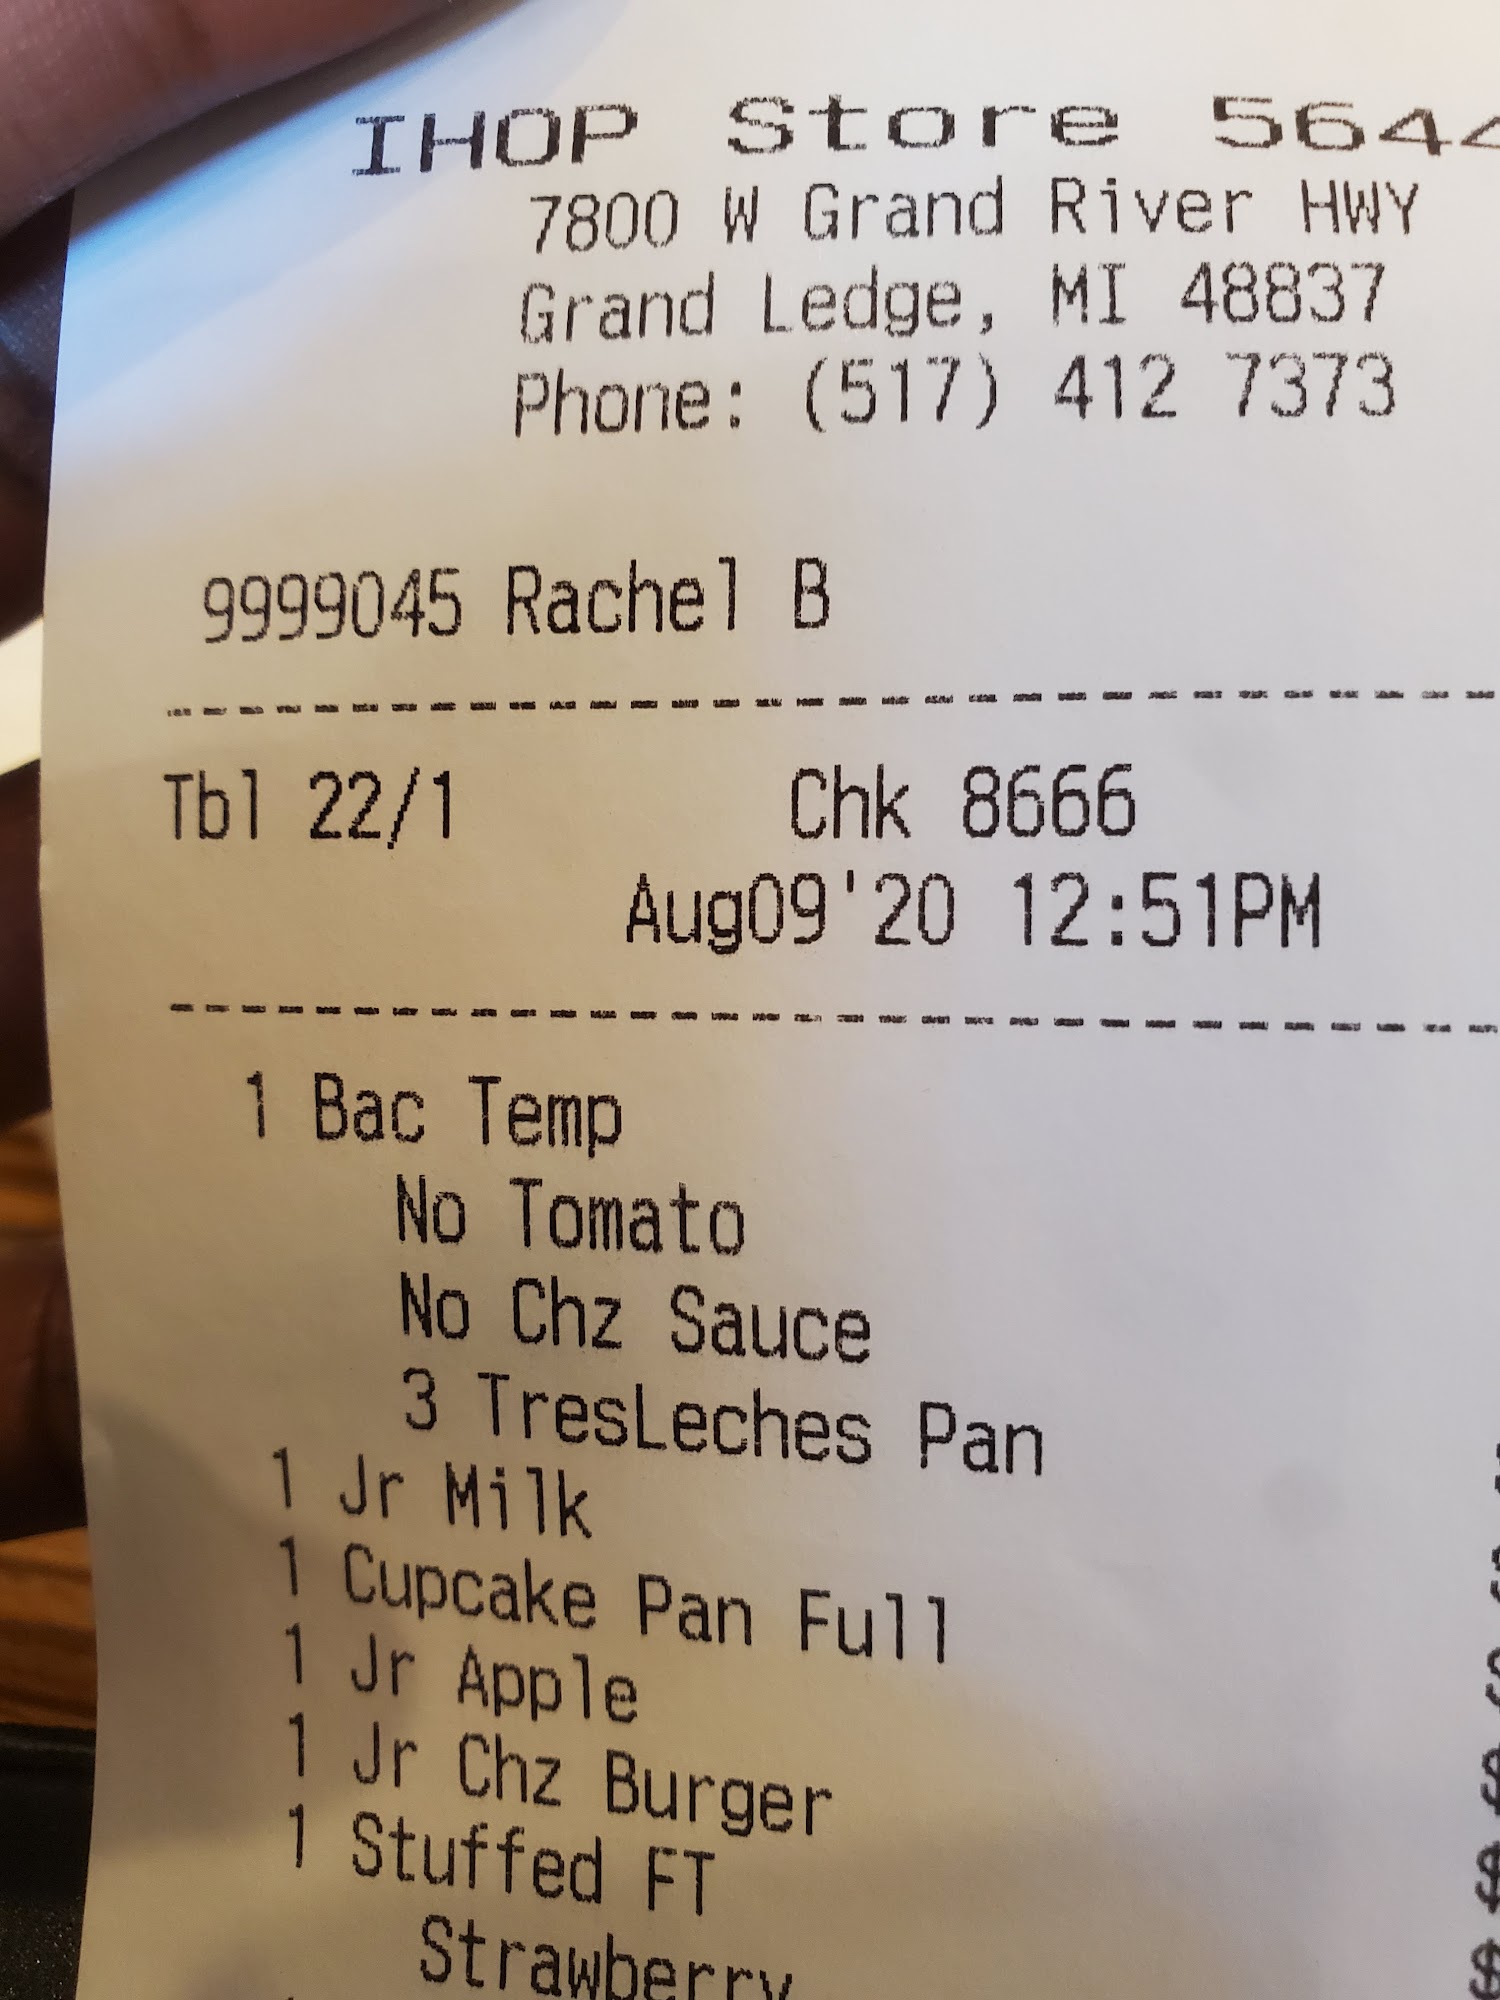 IHOP Store 5644
7800 W Grand River HWY
Grand Ledge, MI 48837
Phone: (517) 412 7373
9999045 Rachel B
Tbl 22/1 Chk 8666
Aug09'20 12:51PM
1 Bac Temp
No Tomato
No Chz Sauce
3 TresLeches Pan
1 Jr Milk
1 Cupcake Pan Full
1 Jr Apple
1 Jr Chz Burger $
1 Stuffed FT $
Strawberry $